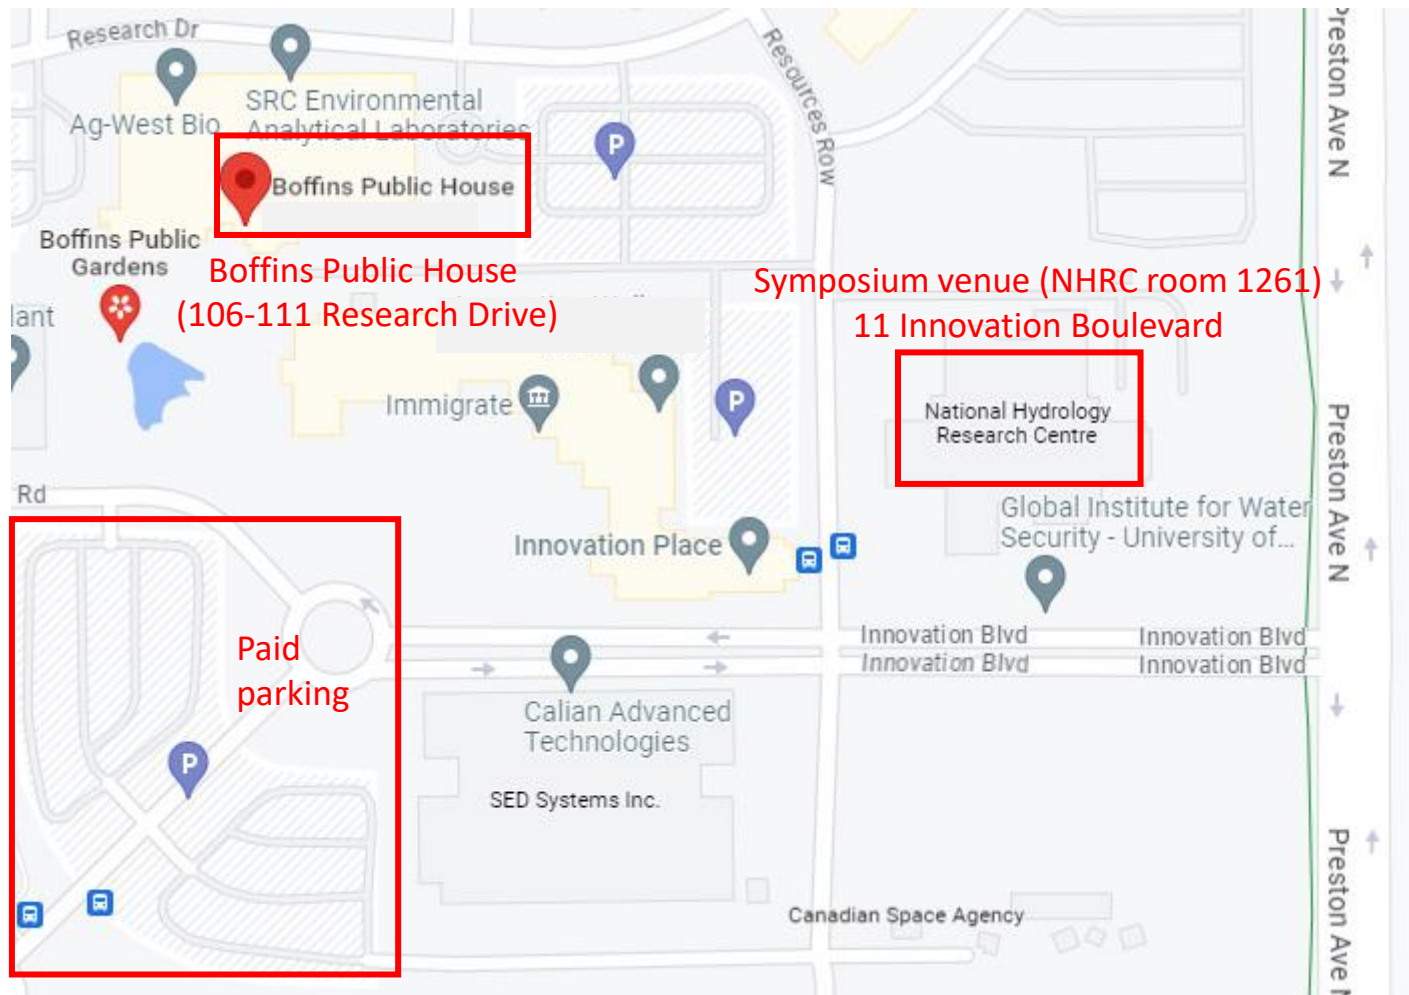 Research Dr
Ag-West Bio
SRC Environmental
Analytical Laboratories
P
Resources Row
Preston Ave N
Boffins Public House
Boffins Public
Gardens
Boffins Public House
(106-111 Research Drive)
Symposium venue (NHRC room 1261)
11 Innovation Boulevard
lant
Immigrate
P
National Hydrology
Research Centre
Preston Ave N
Rd
Global Institute for Water
Security - University of...
Innovation Place
Paid
parking
Innovation Blvd
Innovation Blvd
Innovation Blvd
Innovation Blvd
Calian Advanced
Technologies
P
SED Systems Inc.
Canadian Space Agency
Preston Ave N